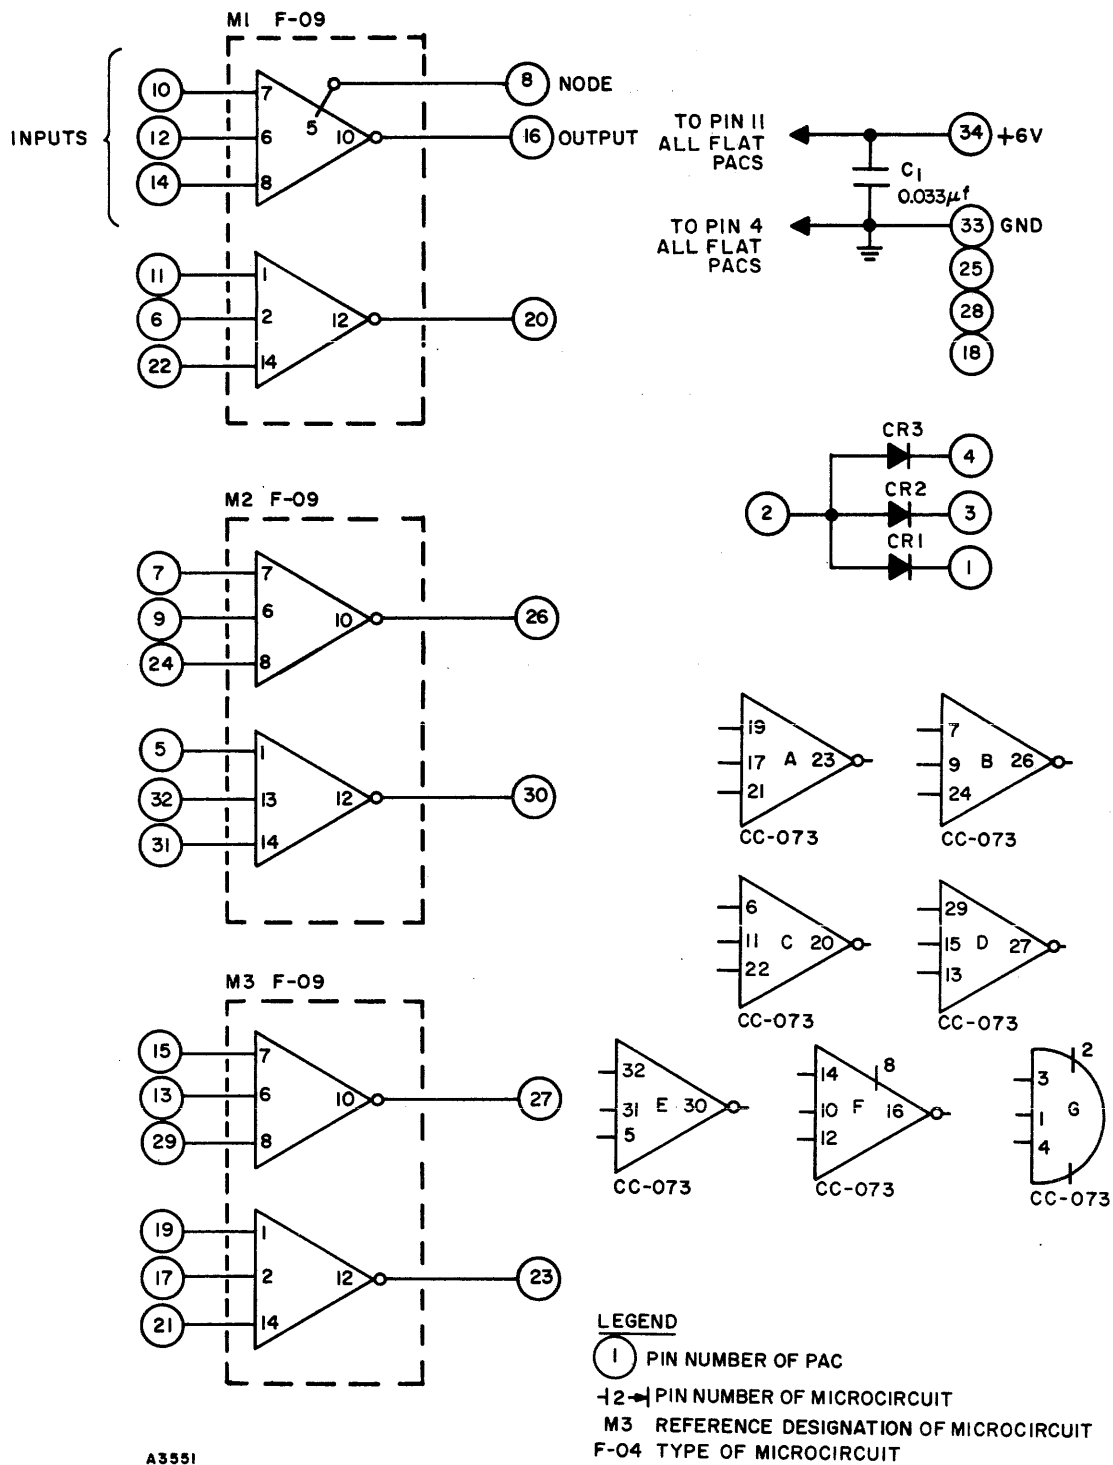 M1 F-09
INPUTS
10 7
12 6
14 8
5 10
8 NODE
16 OUTPUT
11 1
6 2
22 14
12 20
TO PIN 11
ALL FLAT
PACS
34 +6V
C1
0.033µf
TO PIN 4
ALL FLAT
PACS
33 GND
25
28
18
CR3
4
2
CR2
3
CR1
1
M2 F-09
7 7
9 6
24 8
10 26
5 1
32 13
31 14
12 30
M3 F-09
15 7
13 6
29 8
10 27
19 1
17 2
21 14
12 23
19
17 A 23
21
CC-073
7
9 B 26
24
CC-073
6
11 C 20
22
CC-073
29
15 D 27
13
CC-073
32
31 E 30
5
CC-073
8
14
10 F 16
12
CC-073
2
3
1 G
4
CC-073
LEGEND
1 PIN NUMBER OF PAC
2 PIN NUMBER OF MICROCIRCUIT
M3 REFERENCE DESIGNATION OF MICROCIRCUIT
F-04 TYPE OF MICROCIRCUIT
A3551